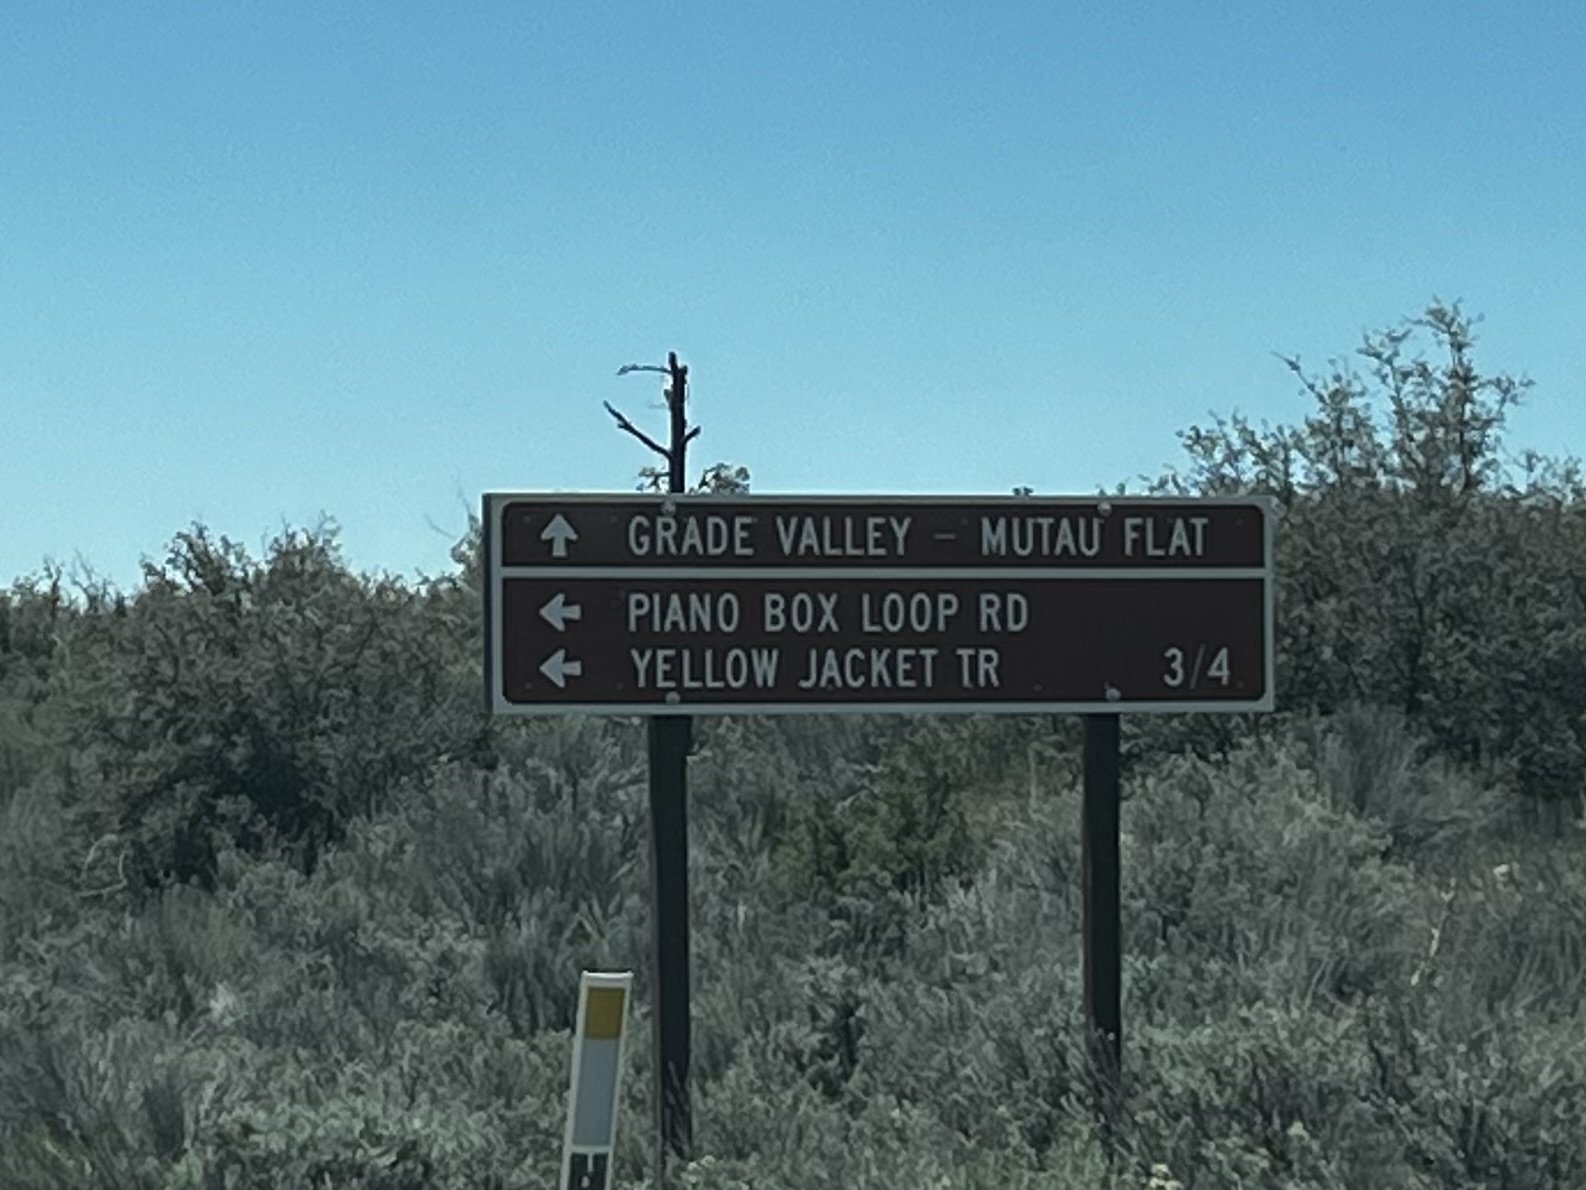 ↑ GRADE VALLEY – MUTAU FLAT
← PIANO BOX LOOP RD
← YELLOW JACKET TR 3/4